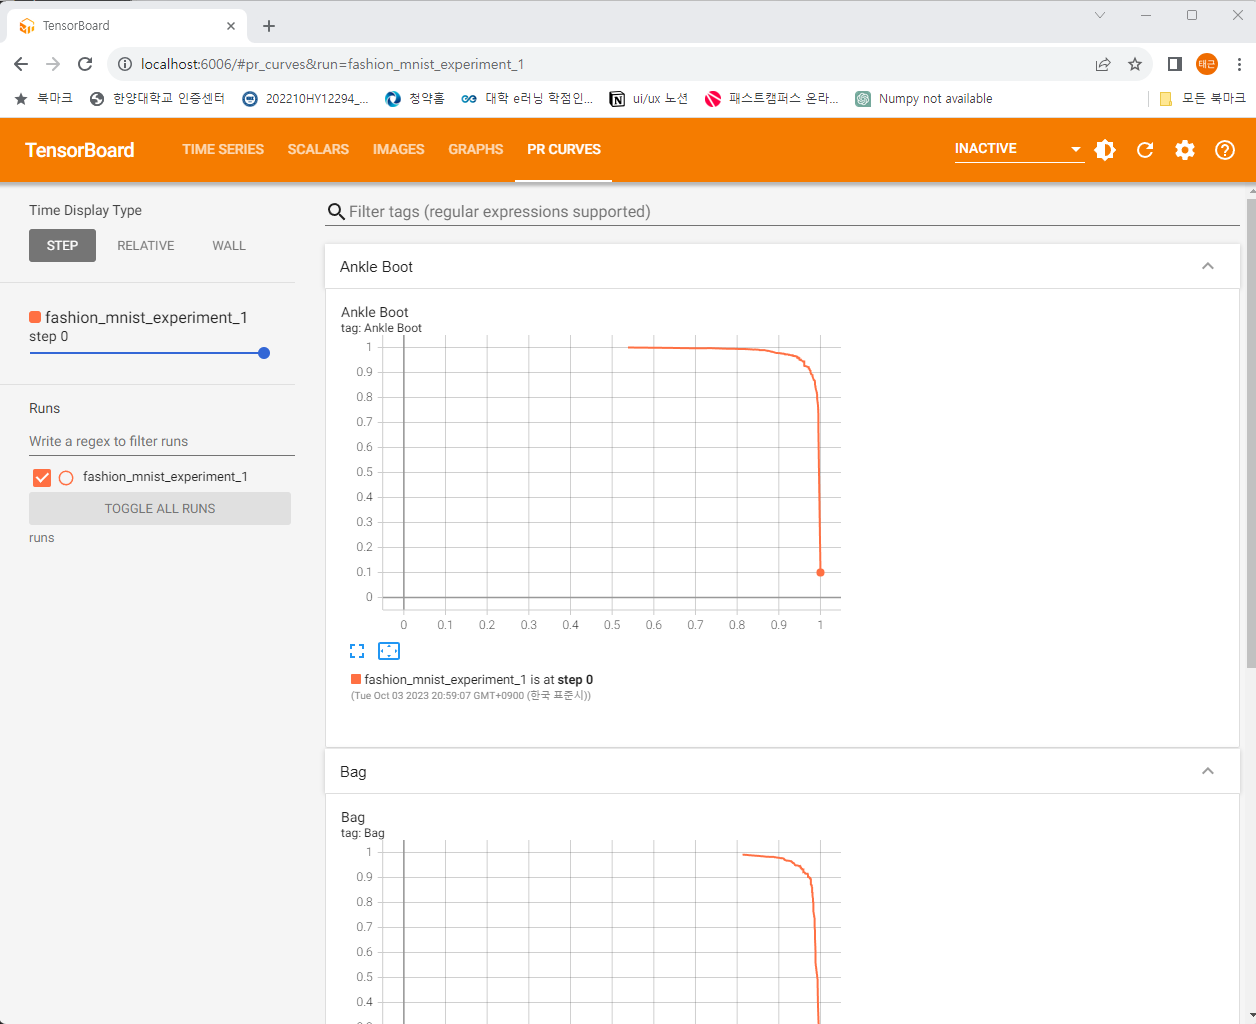 TensorBoard
localhost:6006/#pr_curves&run=fashion_mnist_experiment_1
태근
북마크 한양대학교 인증센터 202210HY12294_... 청약홈 대학 e러닝 학점인... ui/ux 노션 패스트캠퍼스 온라... Numpy not available 모든 북마크
TensorBoard TIME SERIES SCALARS IMAGES GRAPHS PR CURVES INACTIVE
Time Display Type
STEP RELATIVE WALL
fashion_mnist_experiment_1
step 0
Runs
Write a regex to filter runs
fashion_mnist_experiment_1
TOGGLE ALL RUNS
runs
Filter tags (regular expressions supported)
Ankle Boot
Ankle Boot
tag: Ankle Boot
1
0.9
0.8
0.7
0.6
0.5
0.4
0.3
0.2
0.1
0
0 0.1 0.2 0.3 0.4 0.5 0.6 0.7 0.8 0.9 1
fashion_mnist_experiment_1 is at step 0
(Tue Oct 03 2023 20:59:07 GMT+0900 (한국 표준시))
Bag
Bag
tag: Bag
1
0.9
0.8
0.7
0.6
0.5
0.4